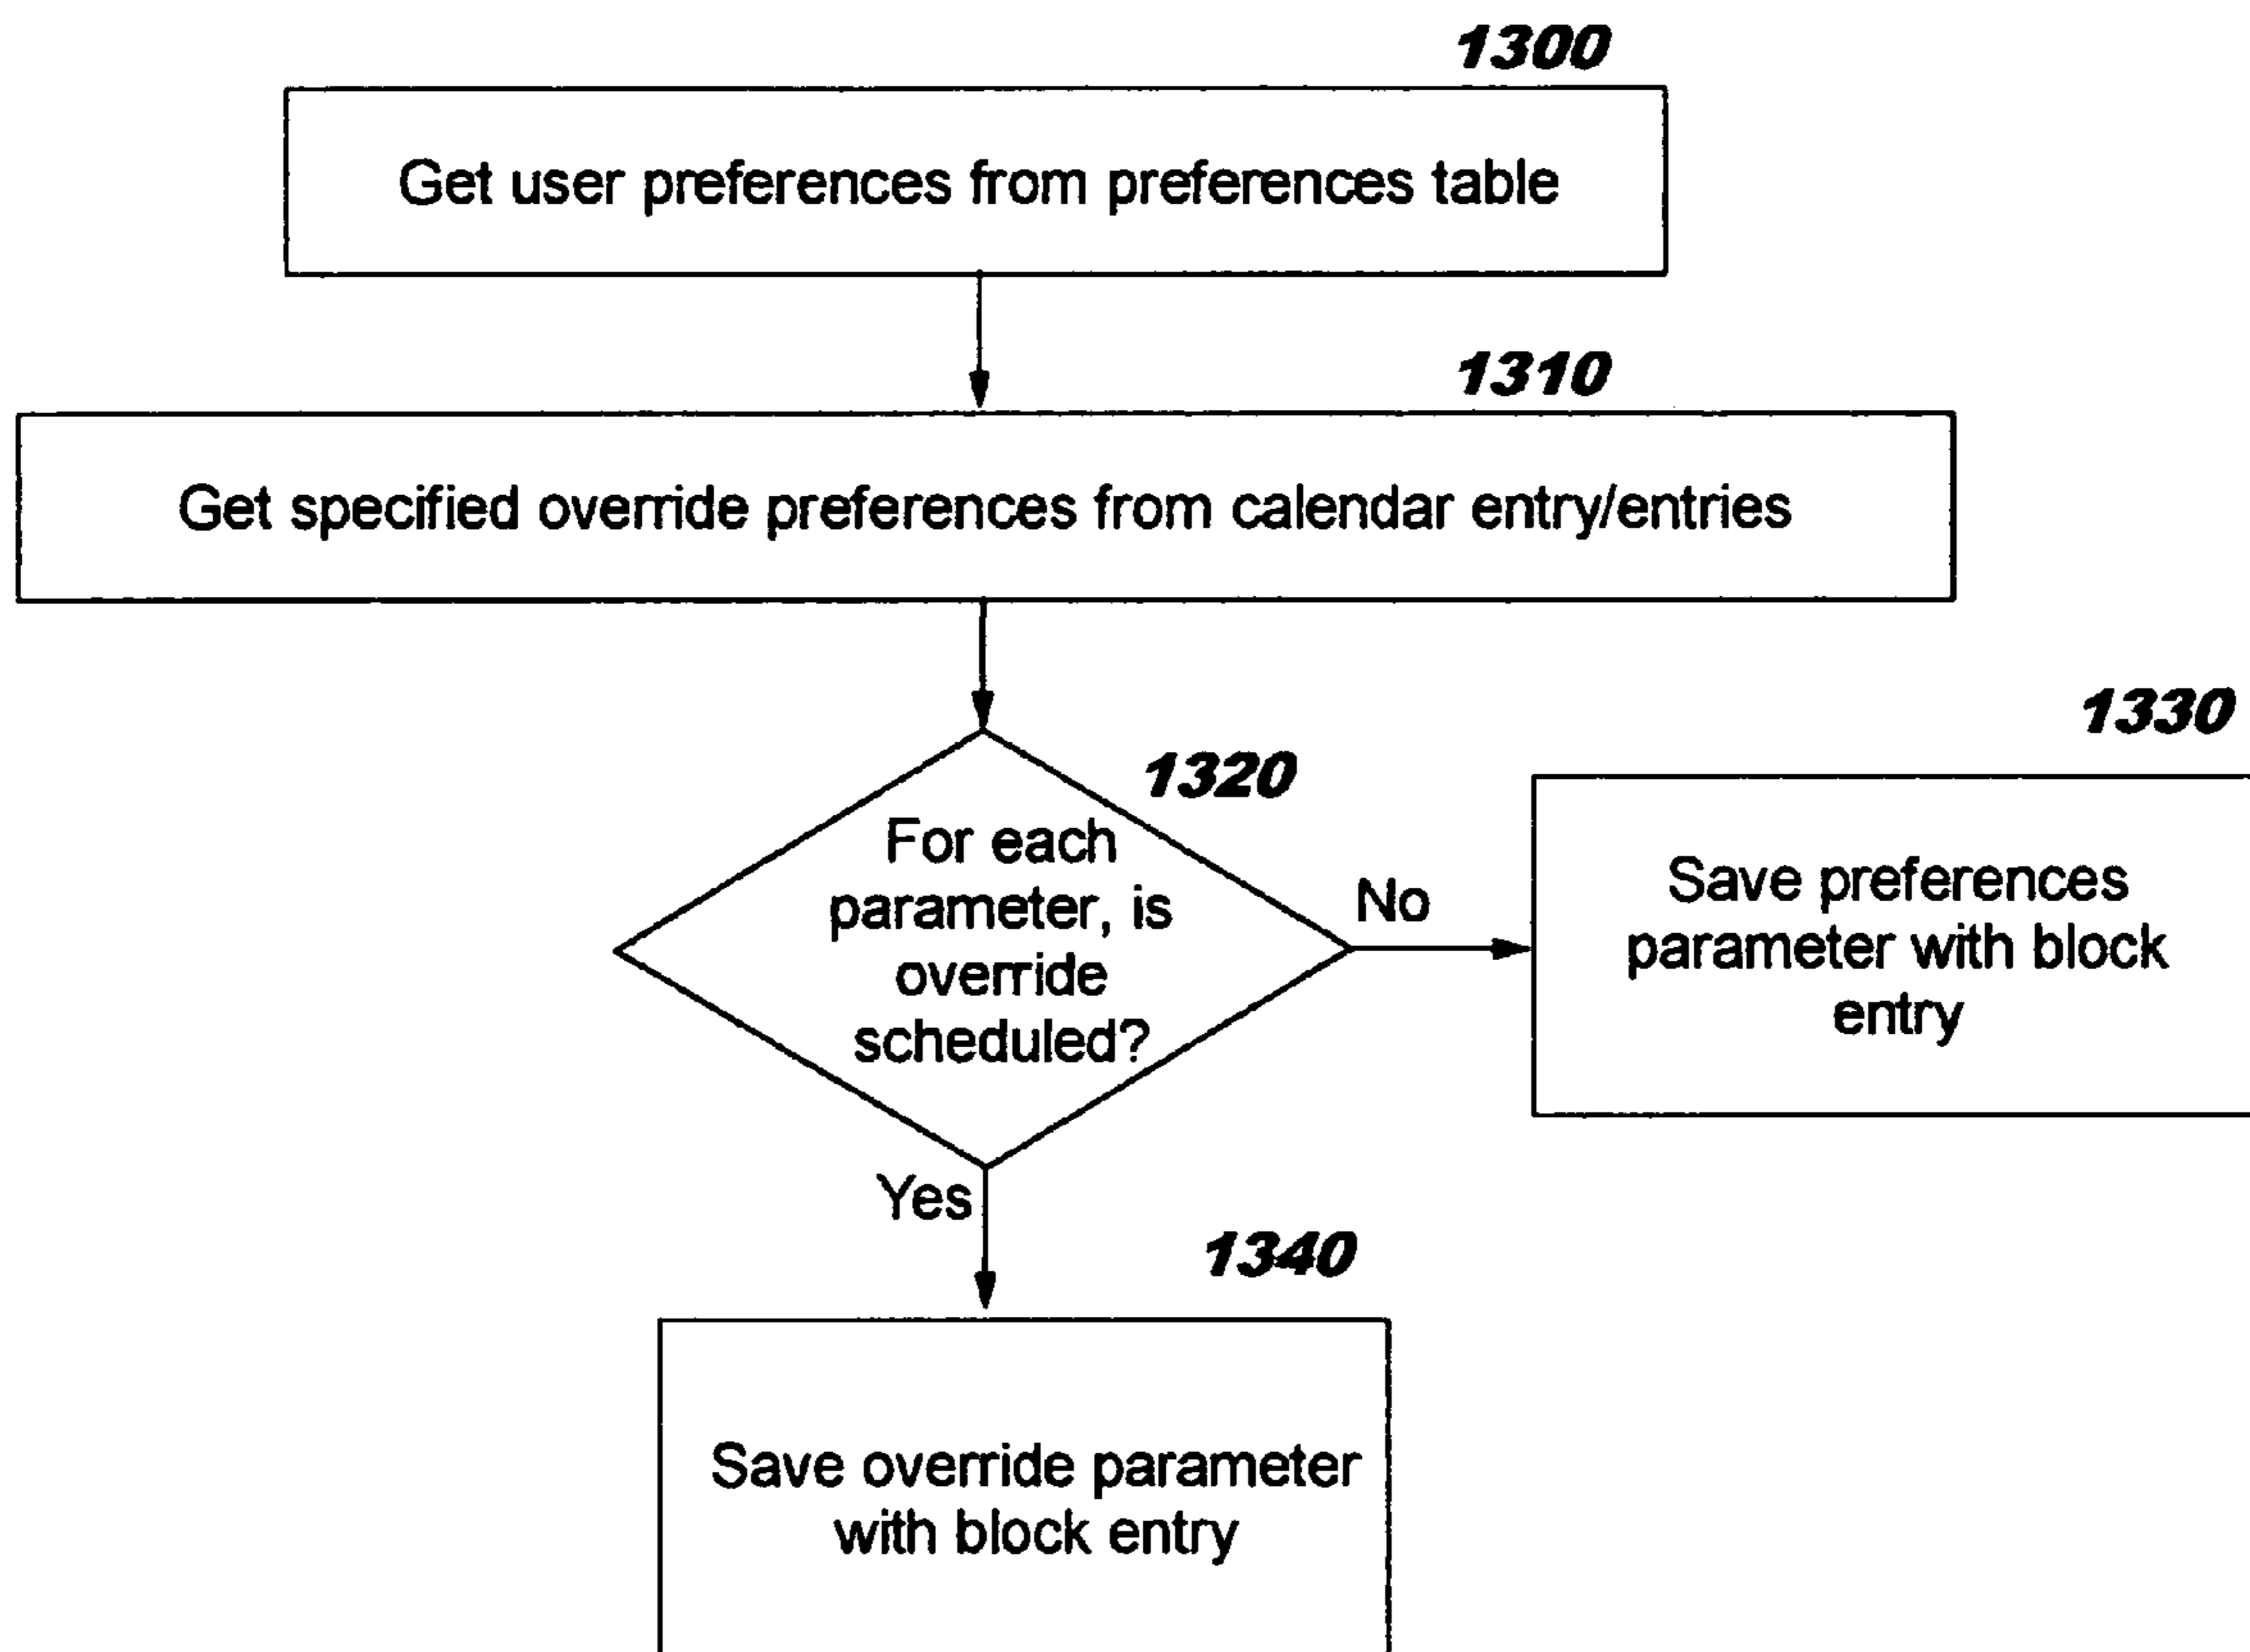 1300
Get user preferences from preferences table
1310
Get specified override preferences from calendar entry/entries
1320
For each
parameter, is
override
scheduled?
No
1330
Save preferences
parameter with block
entry
Yes
1340
Save override parameter
with block entry